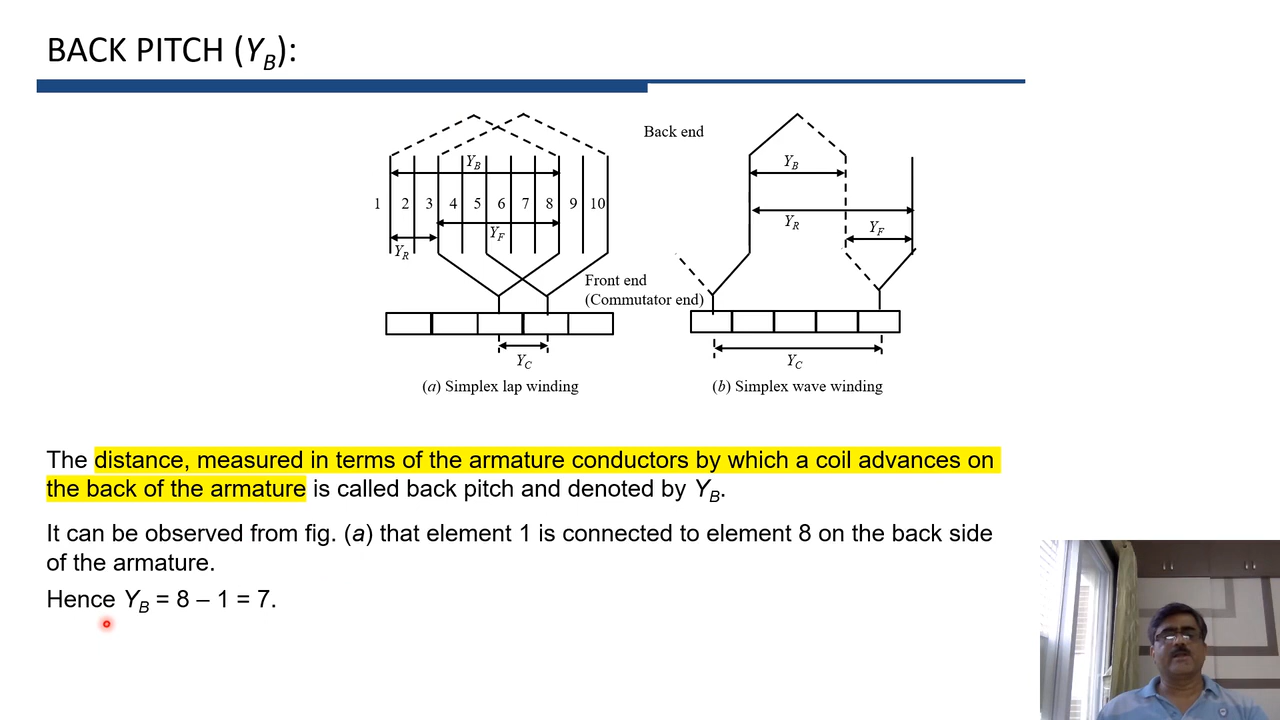 BACK PITCH (Y_B):
Back end
Y_B
Y_B
1 2 3 4 5 6 7 8 9 10
Y_R
Y_F
Y_F
Y_R
Front end
(Commutator end)
Y_C
Y_C
(a) Simplex lap winding
(b) Simplex wave winding
The distance, measured in terms of the armature conductors by which a coil advances on
the back of the armature is called back pitch and denoted by Y_B.
It can be observed from fig. (a) that element 1 is connected to element 8 on the back side
of the armature.
Hence Y_B = 8 – 1 = 7.